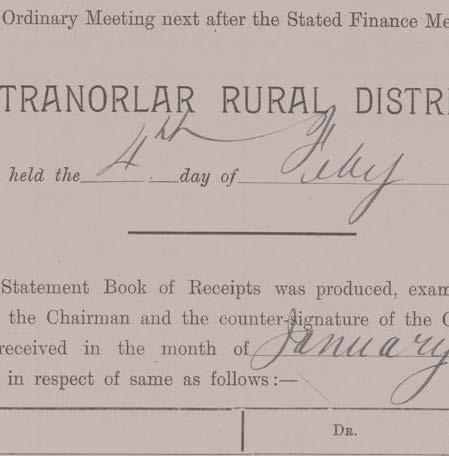 Ordinary Meeting next after the Stated Finance Me
TRANORLAR RURAL DISTRI
held the 4th day of Feby
Statement Book of Receipts was produced, exam
the Chairman and the counter-signature of the C
received in the month of January
in respect of same as follows :—
DR.